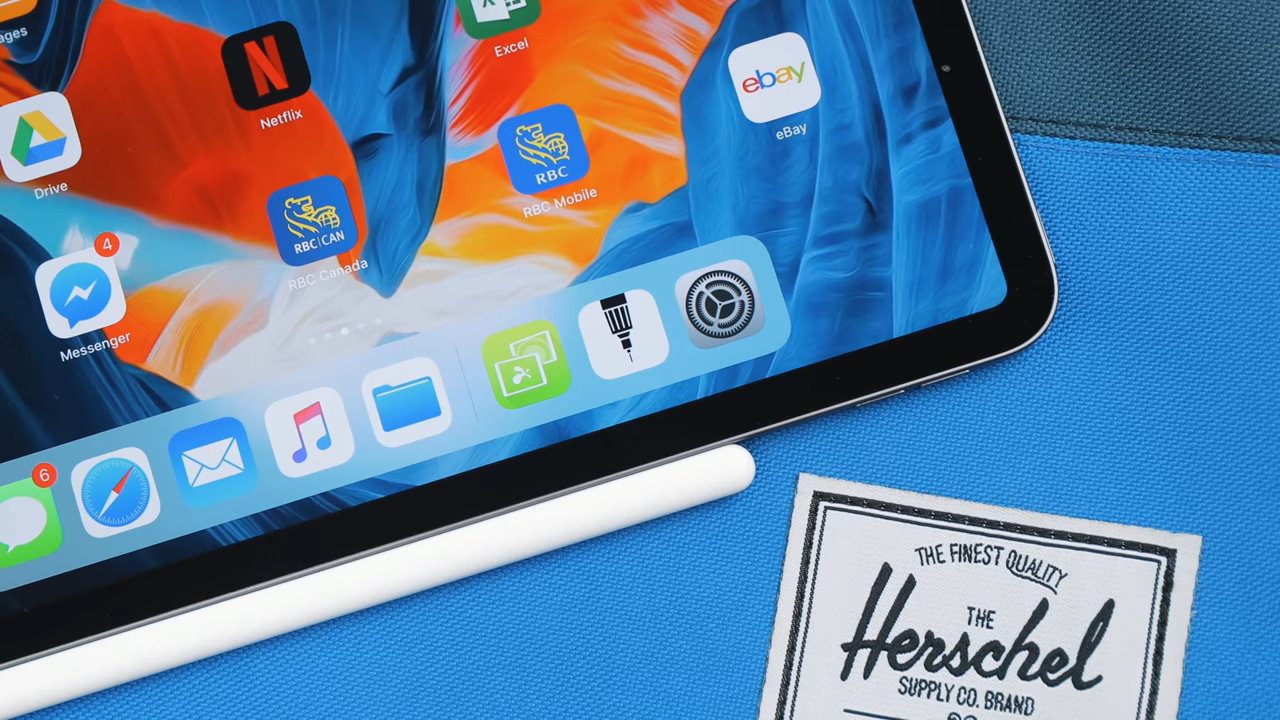 Netflix
Excel
ebay
eBay
Drive
RBC
RBC Mobile
RBC|CAN
RBC Canada
4
Messenger
6
THE FINEST QUALITY
THE
Herschel
SUPPLY CO. BRAND